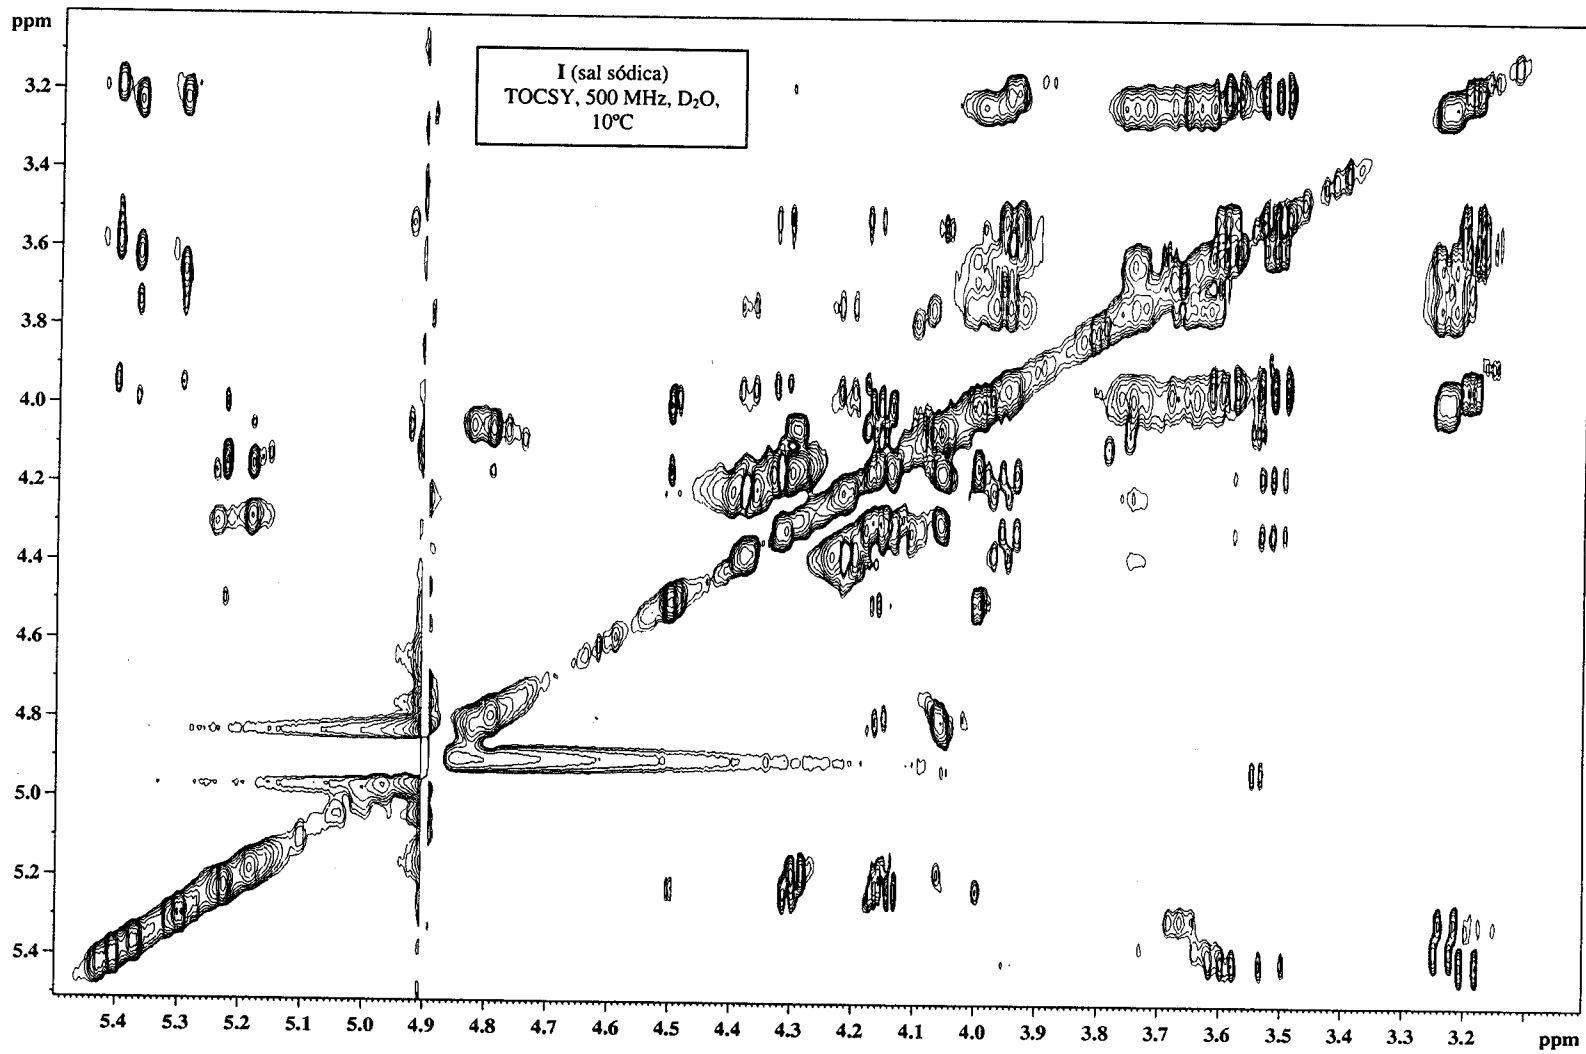 ppm
I (sal sódica)
TOCSY, 500 MHz, D₂O,
10ºC
3.2
3.4
3.6
3.8
4.0
4.2
4.4
4.6
4.8
5.0
5.2
5.4
5.4 5.3 5.2 5.1 5.0 4.9 4.8 4.7 4.6 4.5 4.4 4.3 4.2 4.1 4.0 3.9 3.8 3.7 3.6 3.5 3.4 3.3 3.2 ppm